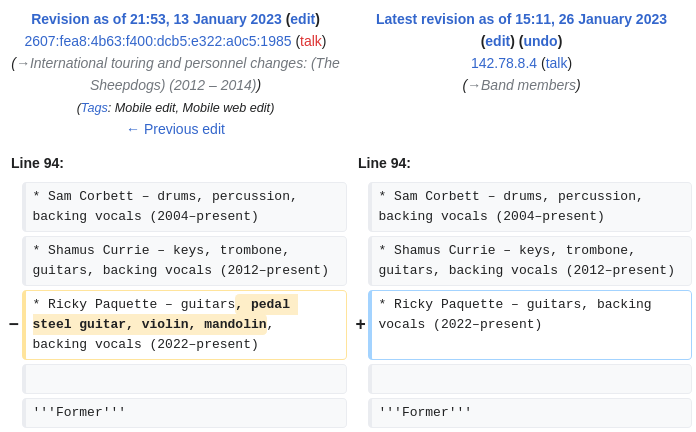 Revision as of 21:53, 13 January 2023 (edit)
2607:fea8:4b63:f400:dcb5:e322:a0c5:1985 (talk)
(→International touring and personnel changes: (The
Sheepdogs) (2012 – 2014))
(Tags: Mobile edit, Mobile web edit)
← Previous edit
Latest revision as of 15:11, 26 January 2023
(edit) (undo)
142.78.8.4 (talk)
(→Band members)
Line 94:
* Sam Corbett – drums, percussion,
backing vocals (2004–present)
* Shamus Currie – keys, trombone,
guitars, backing vocals (2012–present)
− * Ricky Paquette – guitars, pedal
steel guitar, violin, mandolin,
backing vocals (2022–present)
'''Former'''
Line 94:
* Sam Corbett – drums, percussion,
backing vocals (2004–present)
* Shamus Currie – keys, trombone,
guitars, backing vocals (2012–present)
+ * Ricky Paquette – guitars, backing
vocals (2022–present)
'''Former'''